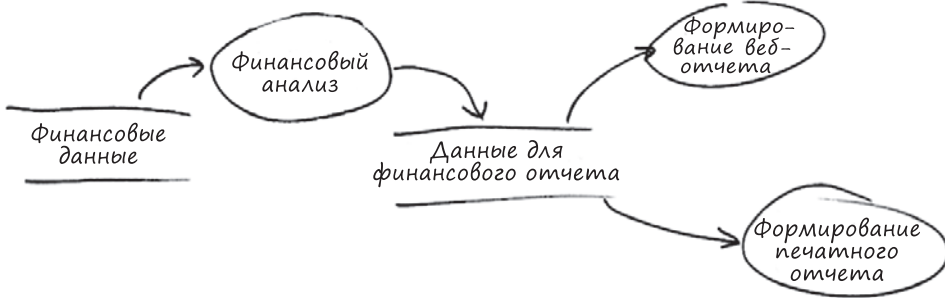 Финансовые
данные
Финансовый
анализ
Данные для
финансового отчета
Формиро-
вание веб-
отчета
Формирование
печатного
отчета